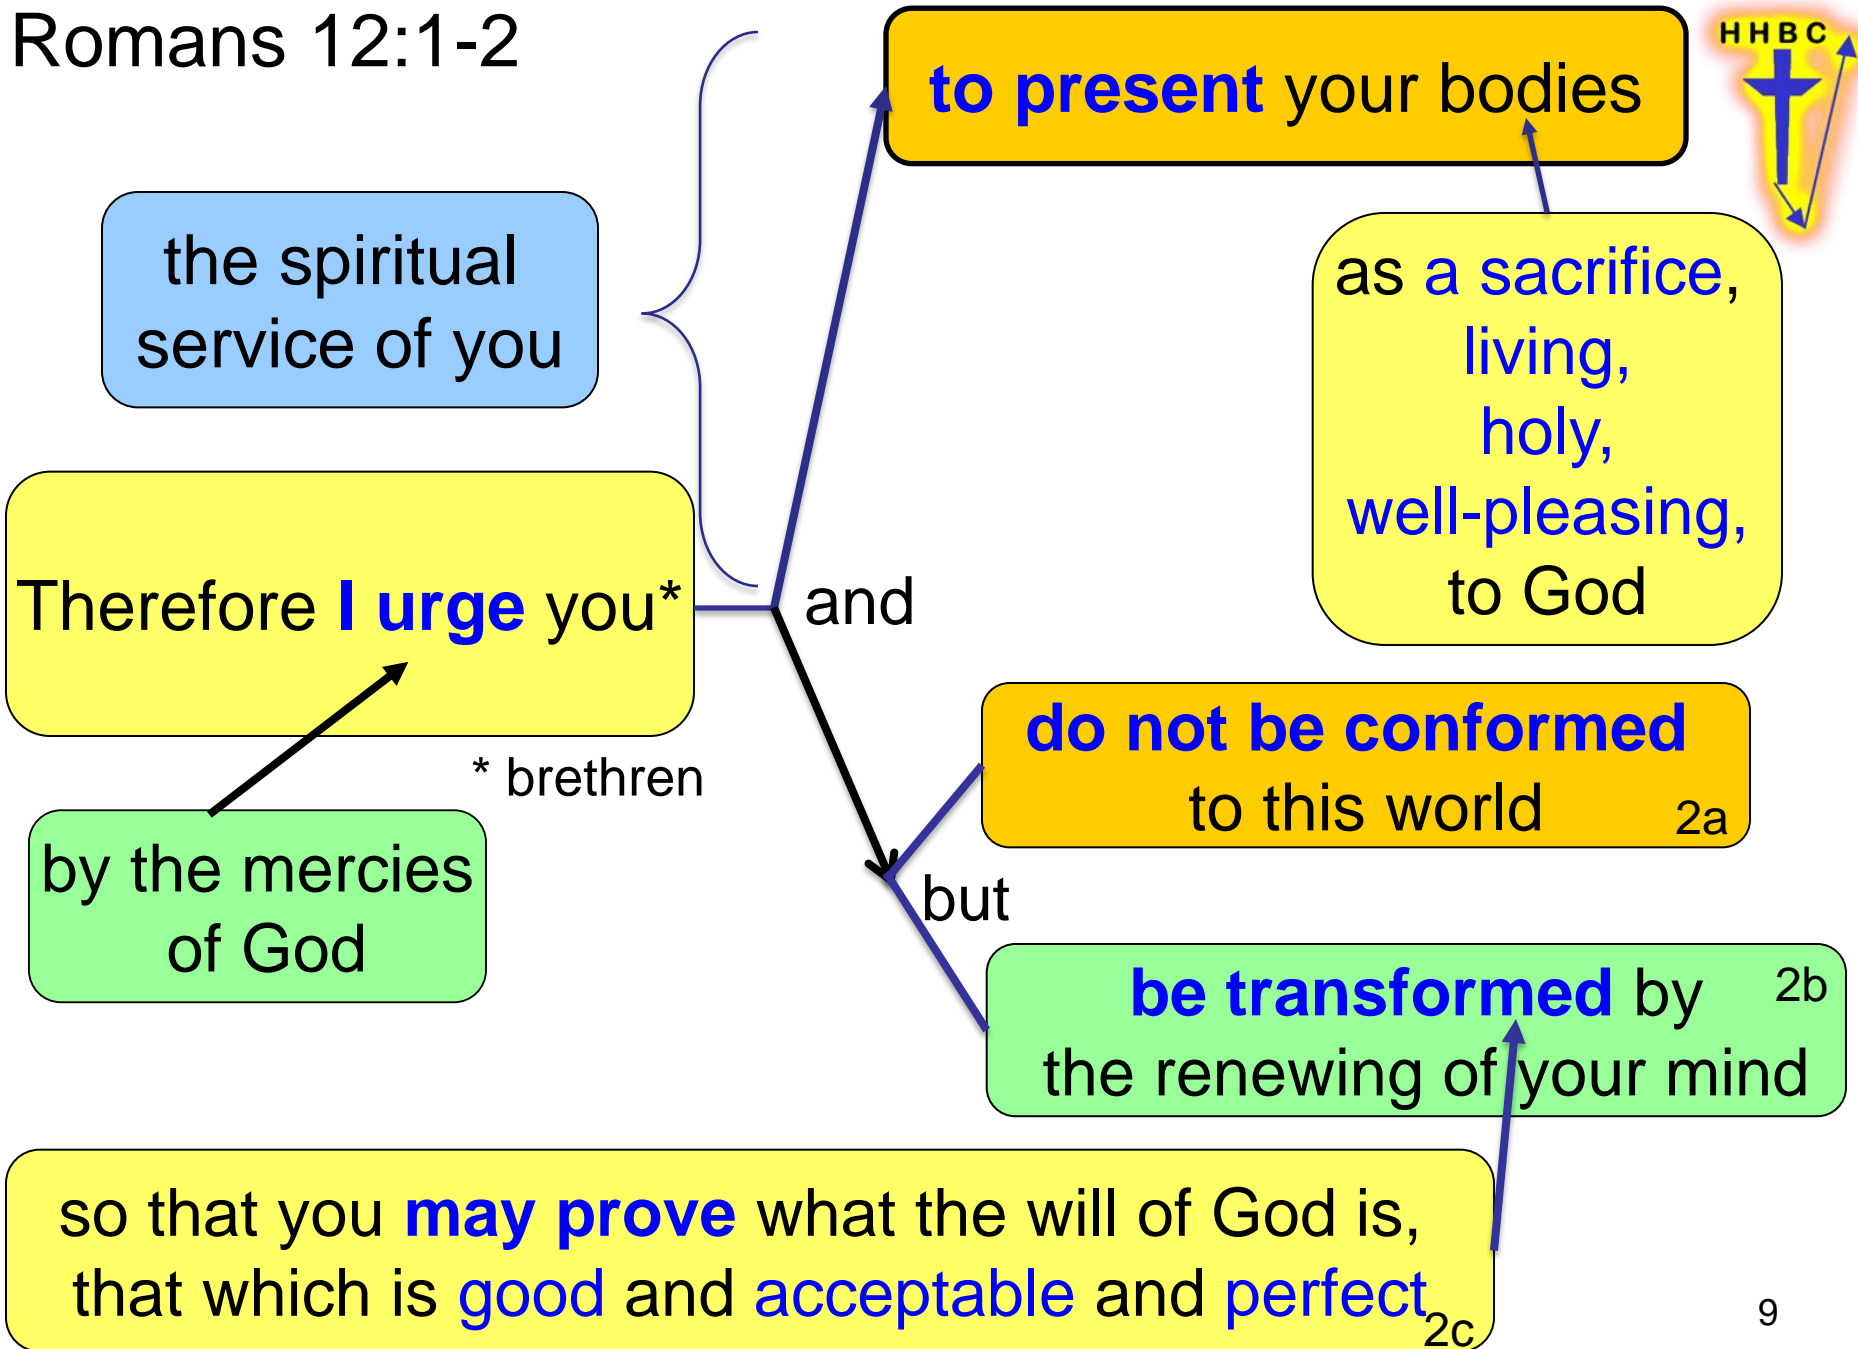 Romans 12:1-2
HHBC
to present your bodies
the spiritual
service of you
as a sacrifice,
living,
holy,
well-pleasing,
to God
Therefore I urge you*
and
* brethren
by the mercies
of God
do not be conformed
to this world 2a
but
be transformed by 2b
the renewing of your mind
so that you may prove what the will of God is,
that which is good and acceptable and perfect
2c
9